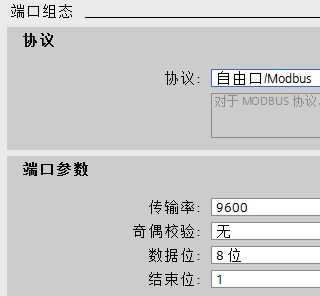 端口组态
协议
协议: 自由口/Modbus
对于 MODBUS 协议
端口参数
传输率: 9600
奇偶校验: 无
数据位: 8 位
结束位: 1